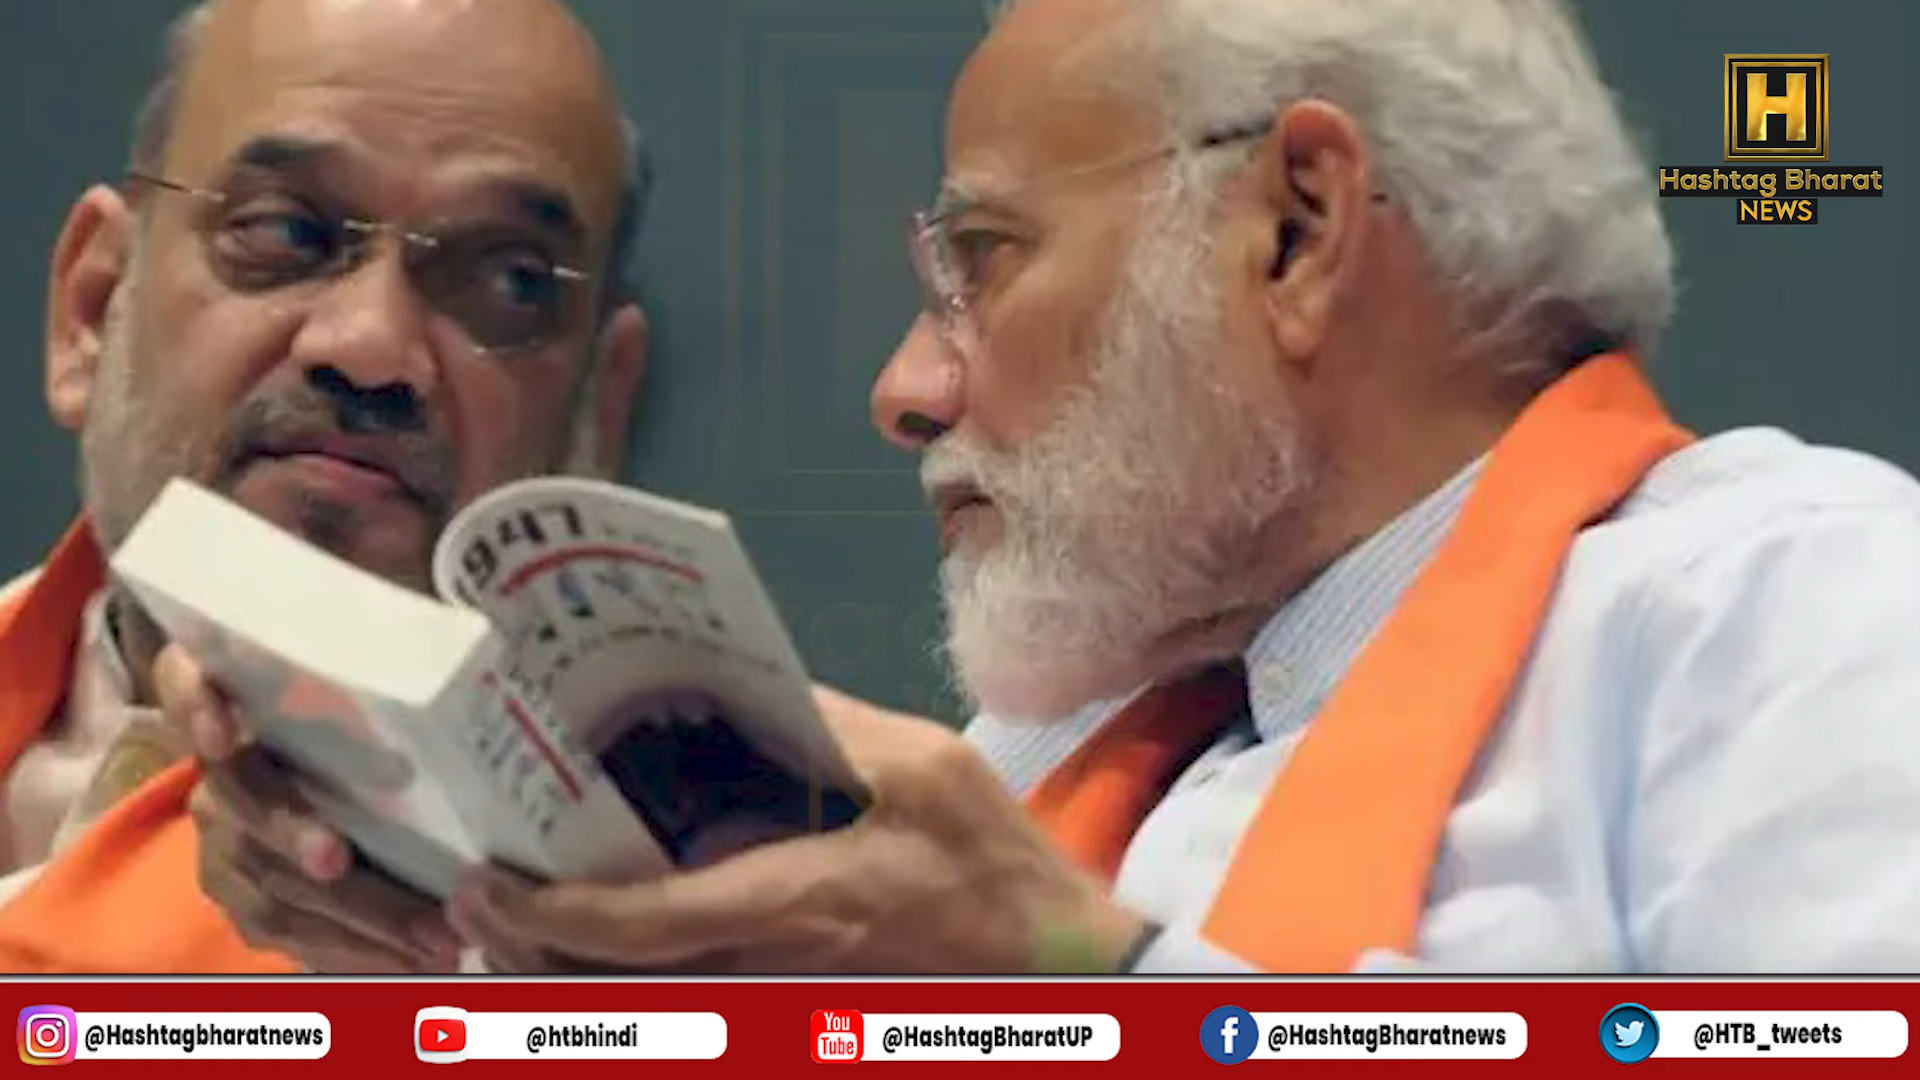 H
Hashtag Bharat
NEWS
1947
@Hashtagbharatnews
@htbhindi
You
Tube
@HashtagBharatUP
f
@HashtagBharatnews
@HTB_tweets